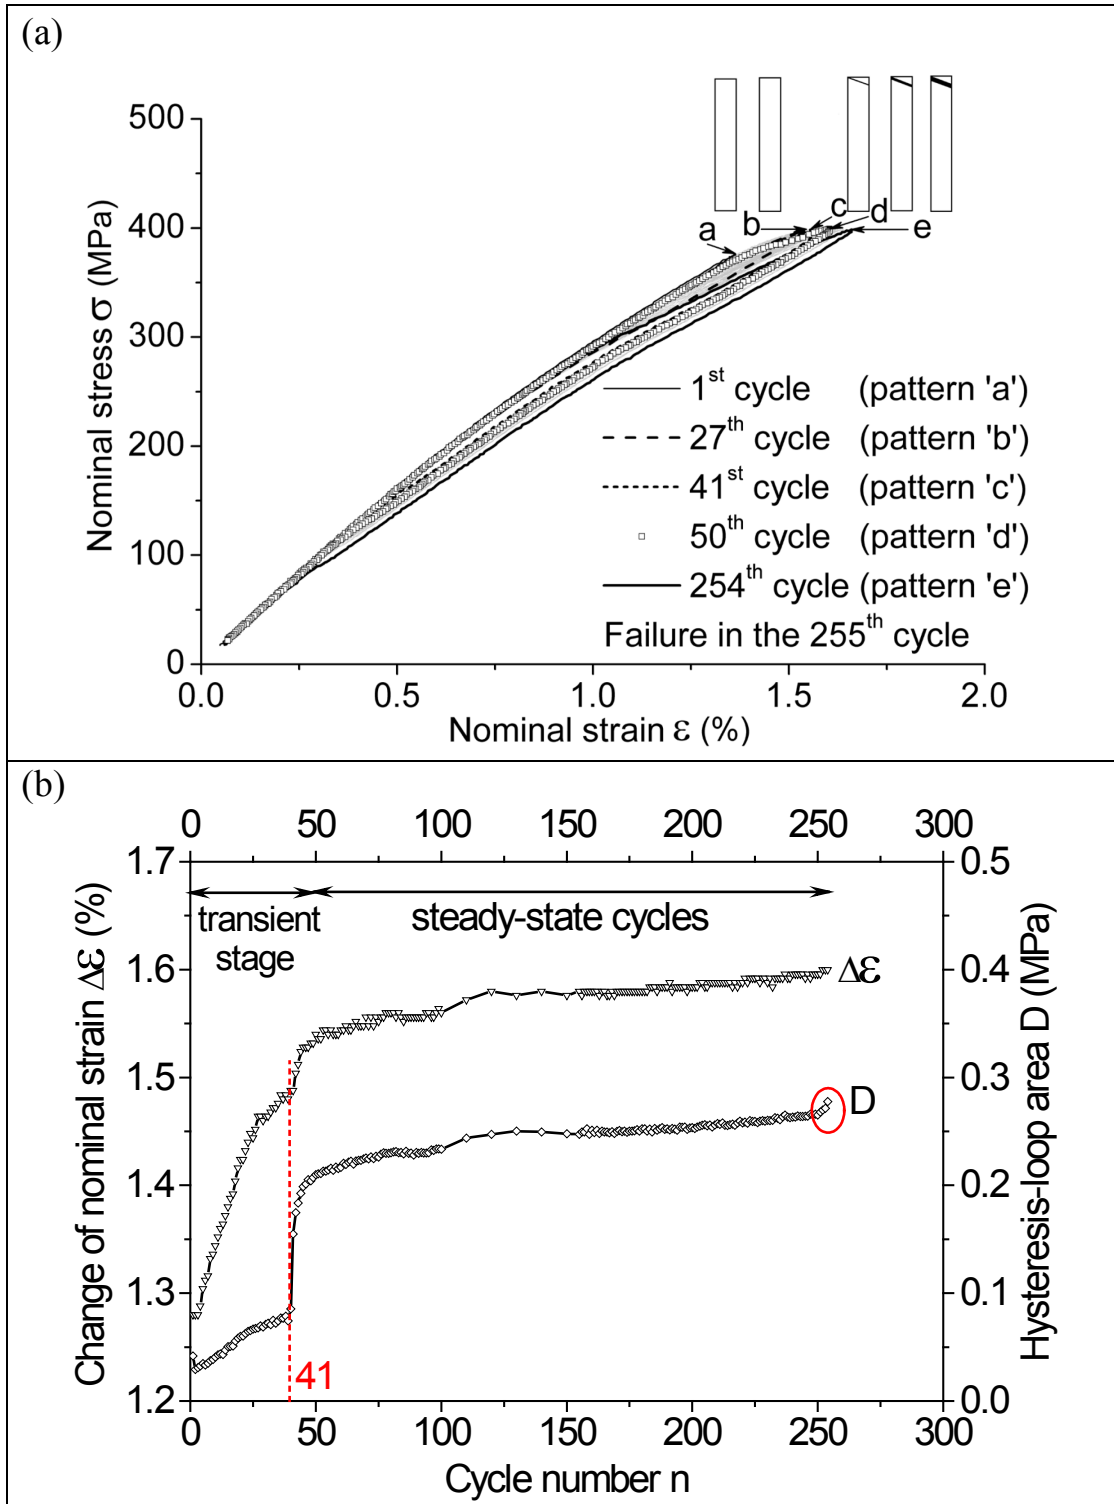 (a)
500
400
300
200
100
0
Nominal stress σ (MPa)
a
b
c
d
e
1st cycle (pattern 'a')
27th cycle (pattern 'b')
41st cycle (pattern 'c')
50th cycle (pattern 'd')
254th cycle (pattern 'e')
Failure in the 255th cycle
0.0 0.5 1.0 1.5 2.0
Nominal strain ε (%)
(b)
0 50 100 150 200 250 300
1.7
1.6
1.5
1.4
1.3
1.2
Change of nominal strain Δε (%)
transient
stage
steady-state cycles
Δε
D
41
0.5
0.4
0.3
0.2
0.1
0.0
Hysteresis-loop area D (MPa)
0 50 100 150 200 250 300
Cycle number n